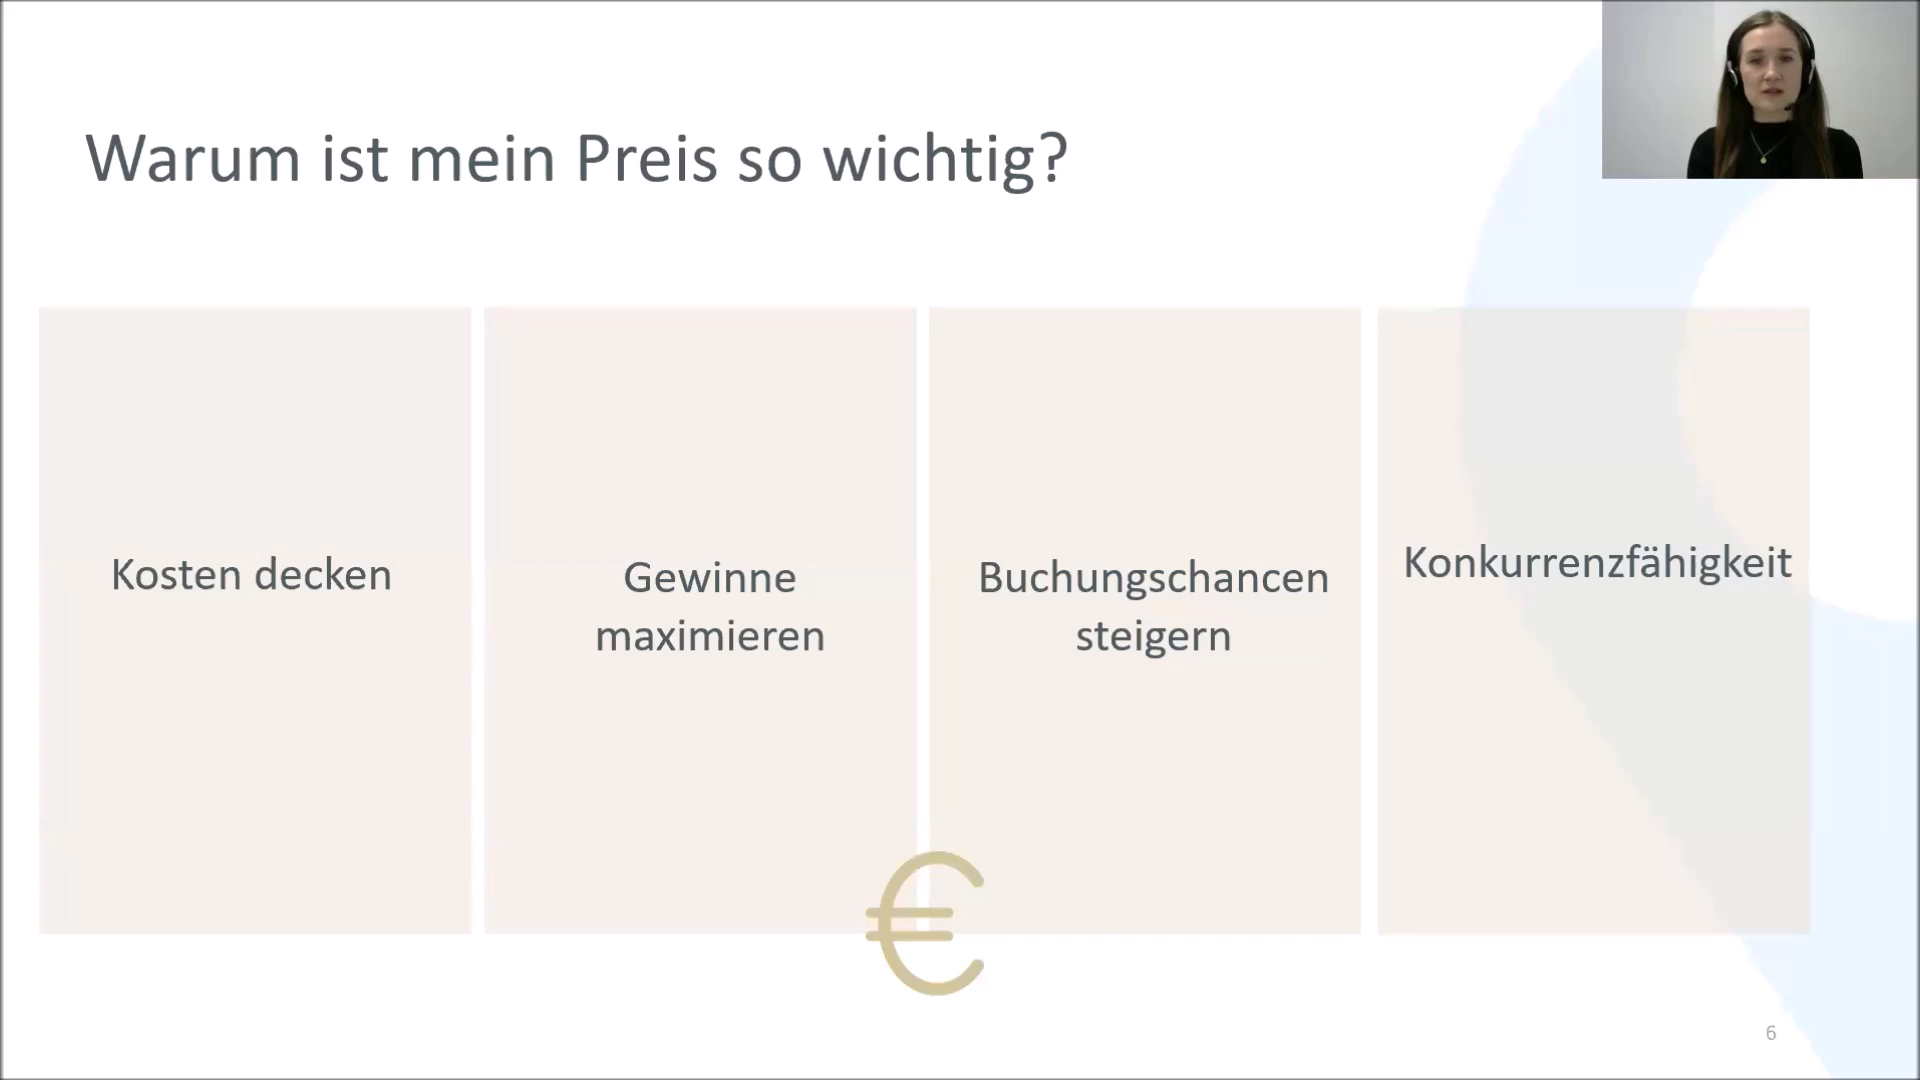 Warum ist mein Preis so wichtig?
Kosten decken
Gewinne
maximieren
Buchungschancen
steigern
Konkurrenzfähigkeit
€
6